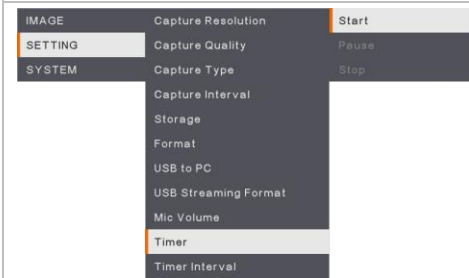 IMAGE
SETTING
SYSTEM
Capture Resolution
Capture Quality
Capture Type
Capture Interval
Storage
Format
USB to PC
USB Streaming Format
Mic Volume
Timer
Timer Interval
Start
Pause
Stop